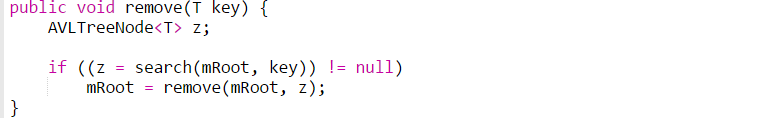 public void remove(T key) {
    AVLTreeNode<T> z;
    if ((z = search(mRoot, key)) != null)
        mRoot = remove(mRoot, z);
}